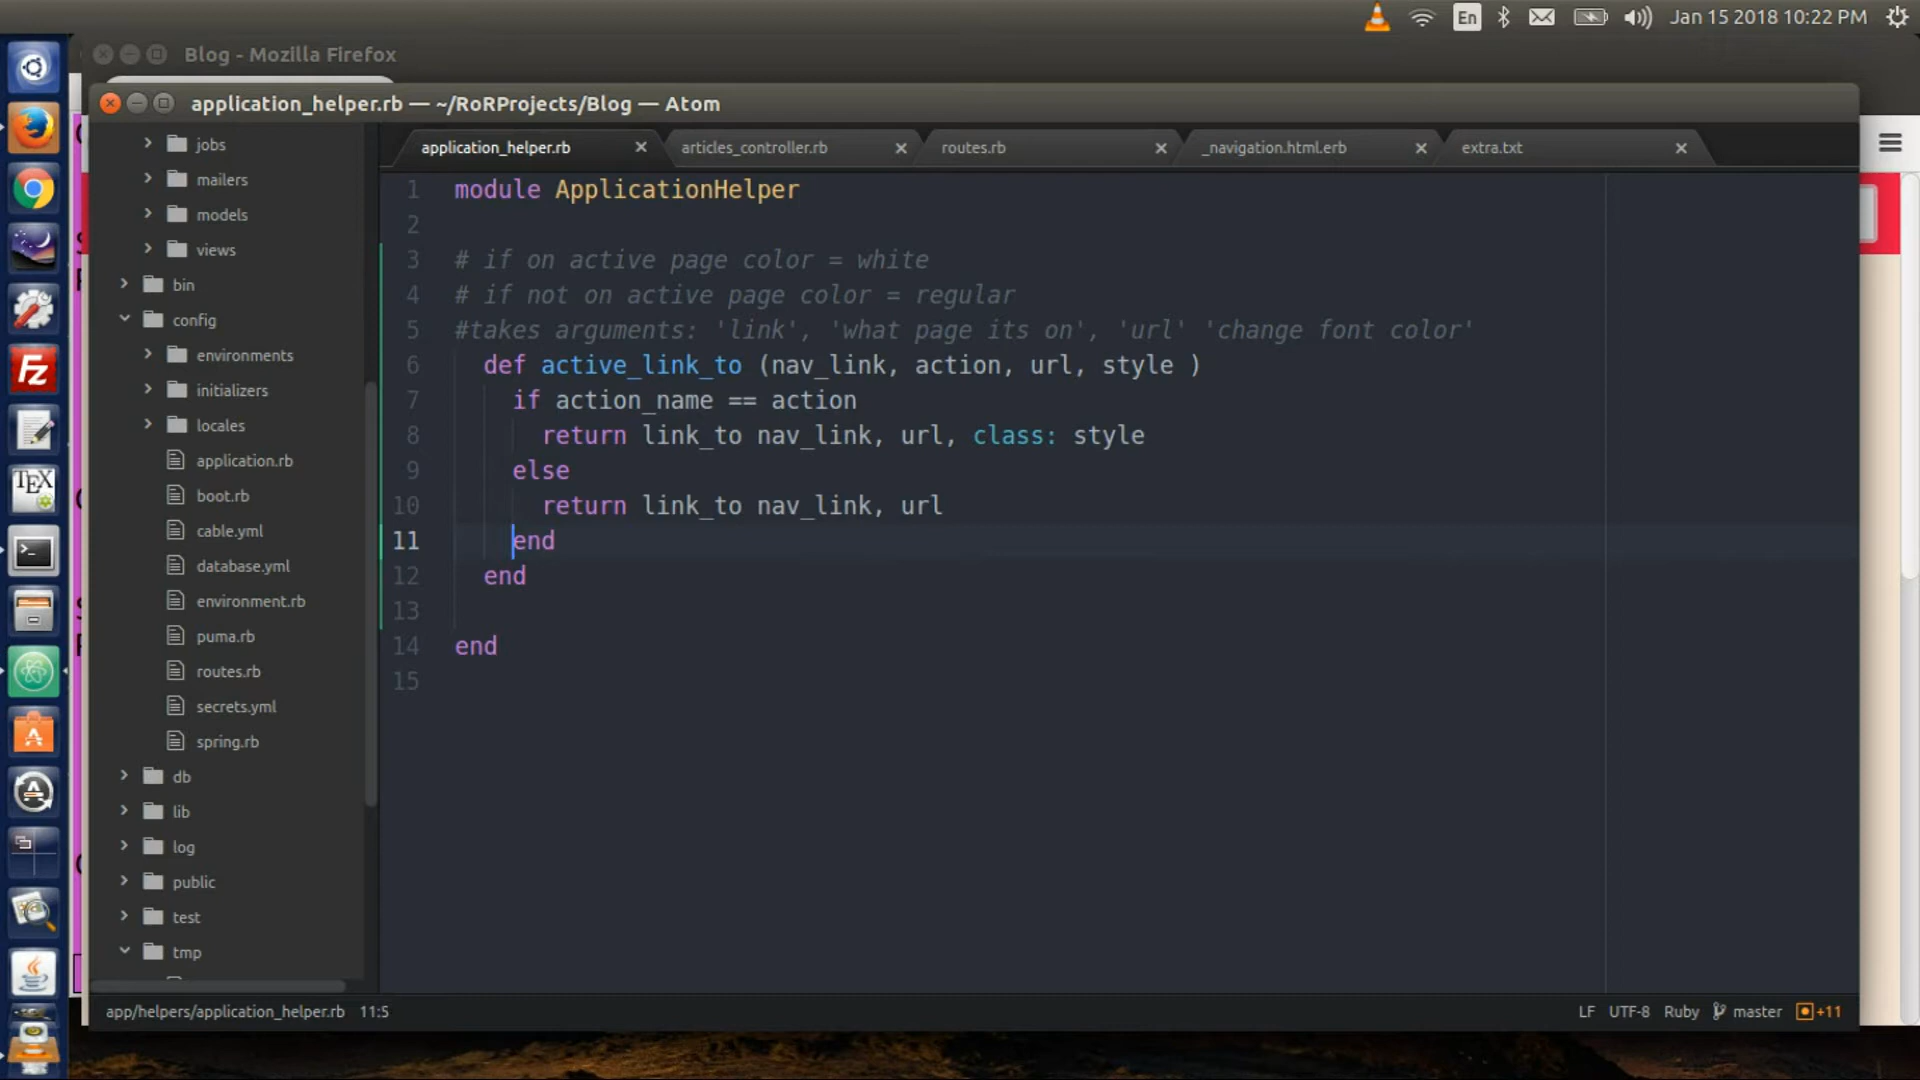 En
Jan 15 2018 10:22 PM
Blog - Mozilla Firefox
application_helper.rb — ~/RoRProjects/Blog — Atom
application_helper.rb
articles_controller.rb
routes.rb
_navigation.html.erb
extra.txt
jobs
mailers
models
views
bin
config
environments
initializers
locales
application.rb
boot.rb
cable.yml
database.yml
environment.rb
puma.rb
routes.rb
secrets.yml
spring.rb
db
lib
log
public
test
tmp
1 module ApplicationHelper
2
3 # if on active page color = white
4 # if not on active page color = regular
5 #takes arguments: 'link', 'what page its on', 'url' 'change font color'
6 def active_link_to (nav_link, action, url, style )
7 if action_name == action
8 return link_to nav_link, url, class: style
9 else
10 return link_to nav_link, url
11 end
12 end
13
14 end
15
app/helpers/application_helper.rb 11:5
LF UTF-8 Ruby master +11
Fz
TEX